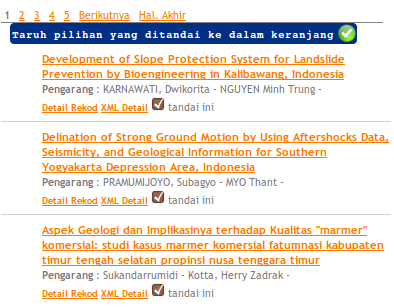 1 2 3 4 5 Berikutnya Hal. Akhir
Taruh pilihan yang ditandai ke dalam keranjang
Development of Slope Protection System for Landslide
Prevention by Bioengineering in Kalibawang, Indonesia
Pengarang : KARNAWATI, Dwikorita - NGUYEN Minh Trung -
Detail Rekod XML Detail tandai ini
Delination of Strong Ground Motion by Using Aftershocks Data,
Seismicity, and Geological Information for Southern
Yogyakarta Depression Area, Indonesia
Pengarang : PRAMUMIJOYO, Subagyo - MYO Thant -
Detail Rekod XML Detail tandai ini
Aspek Geologi dan Implikasinya terhadap Kualitas "marmer"
komersial: studi kasus marmer komersial fatumnasi kabupaten
timur tengah selatan propinsi nusa tenggara timur
Pengarang : Sukandarrumidi - Kotta, Herry Zadrak -
Detail Rekod XML Detail tandai ini